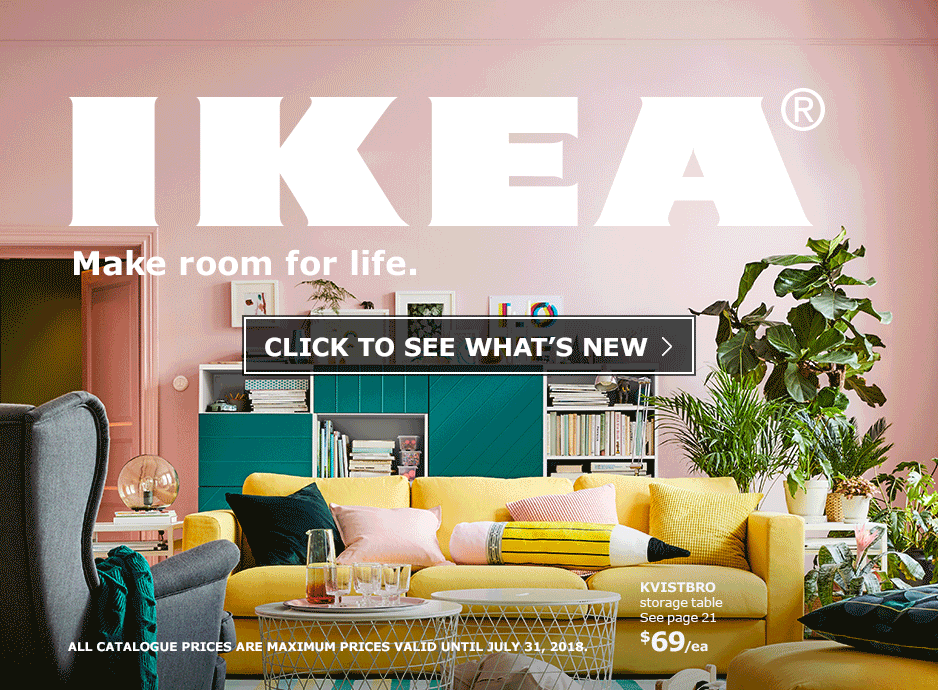 IKEA®
Make room for life.
CLICK TO SEE WHAT’S NEW
KVISTBRO
storage table
See page 21
$69/ea
ALL CATALOGUE PRICES ARE MAXIMUM PRICES VALID UNTIL JULY 31, 2018.